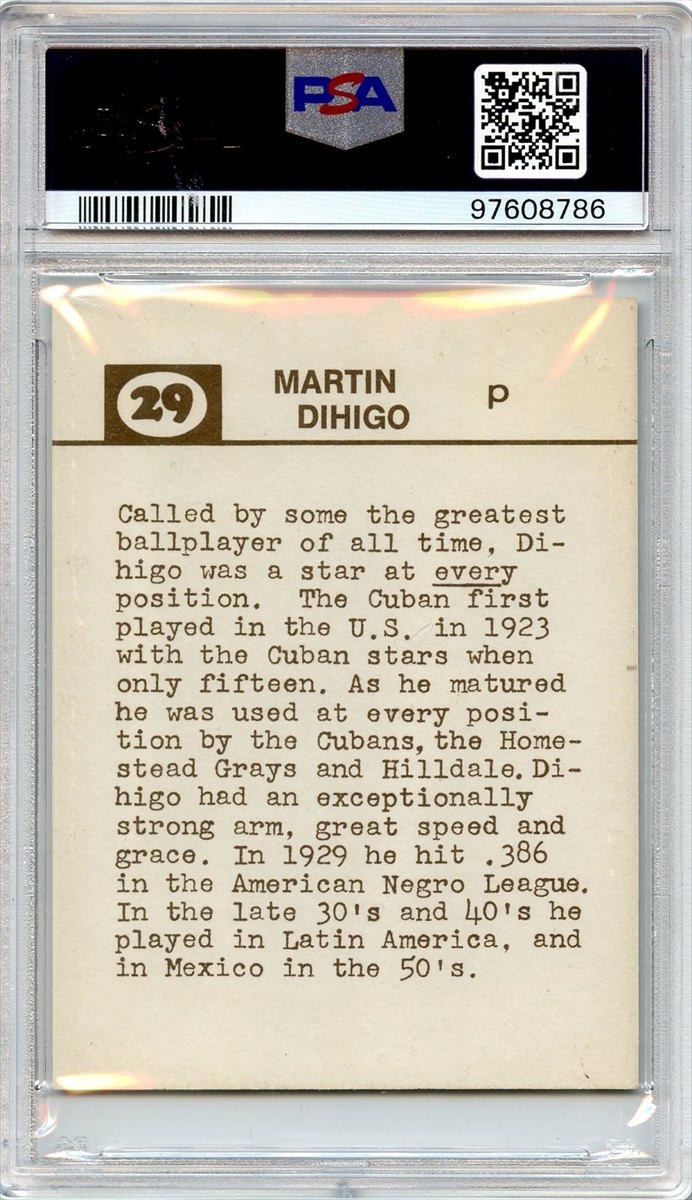 PSA
97608786
29
MARTIN
DIHIGO
p
Called by some the greatest
ballplayer of all time, Di-
higo was a star at every
position. The Cuban first
played in the U.S. in 1923
with the Cuban stars when
only fifteen. As he matured
he was used at every posi-
tion by the Cubans, the Home-
stead Grays and Hilldale. Di-
higo had an exceptionally
strong arm, great speed and
grace. In 1929 he hit .386
in the American Negro League.
In the late 30's and 40's he
played in Latin America, and
in Mexico in the 50's.